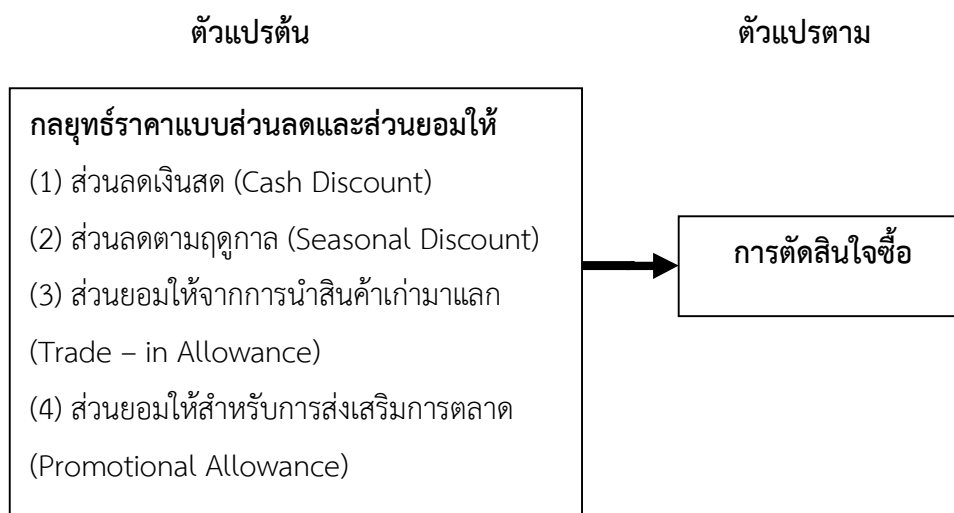 ตัวแปรต้น ตัวแปรตาม
กลยุทธ์ราคาแบบส่วนลดและส่วนยอมให้
(1) ส่วนลดเงินสด (Cash Discount)
(2) ส่วนลดตามฤดูกาล (Seasonal Discount)
(3) ส่วนยอมให้จากการนำสินค้าเก่ามาแลก
(Trade – in Allowance)
(4) ส่วนยอมให้สำหรับการส่งเสริมการตลาด
(Promotional Allowance)
การตัดสินใจซื้อ